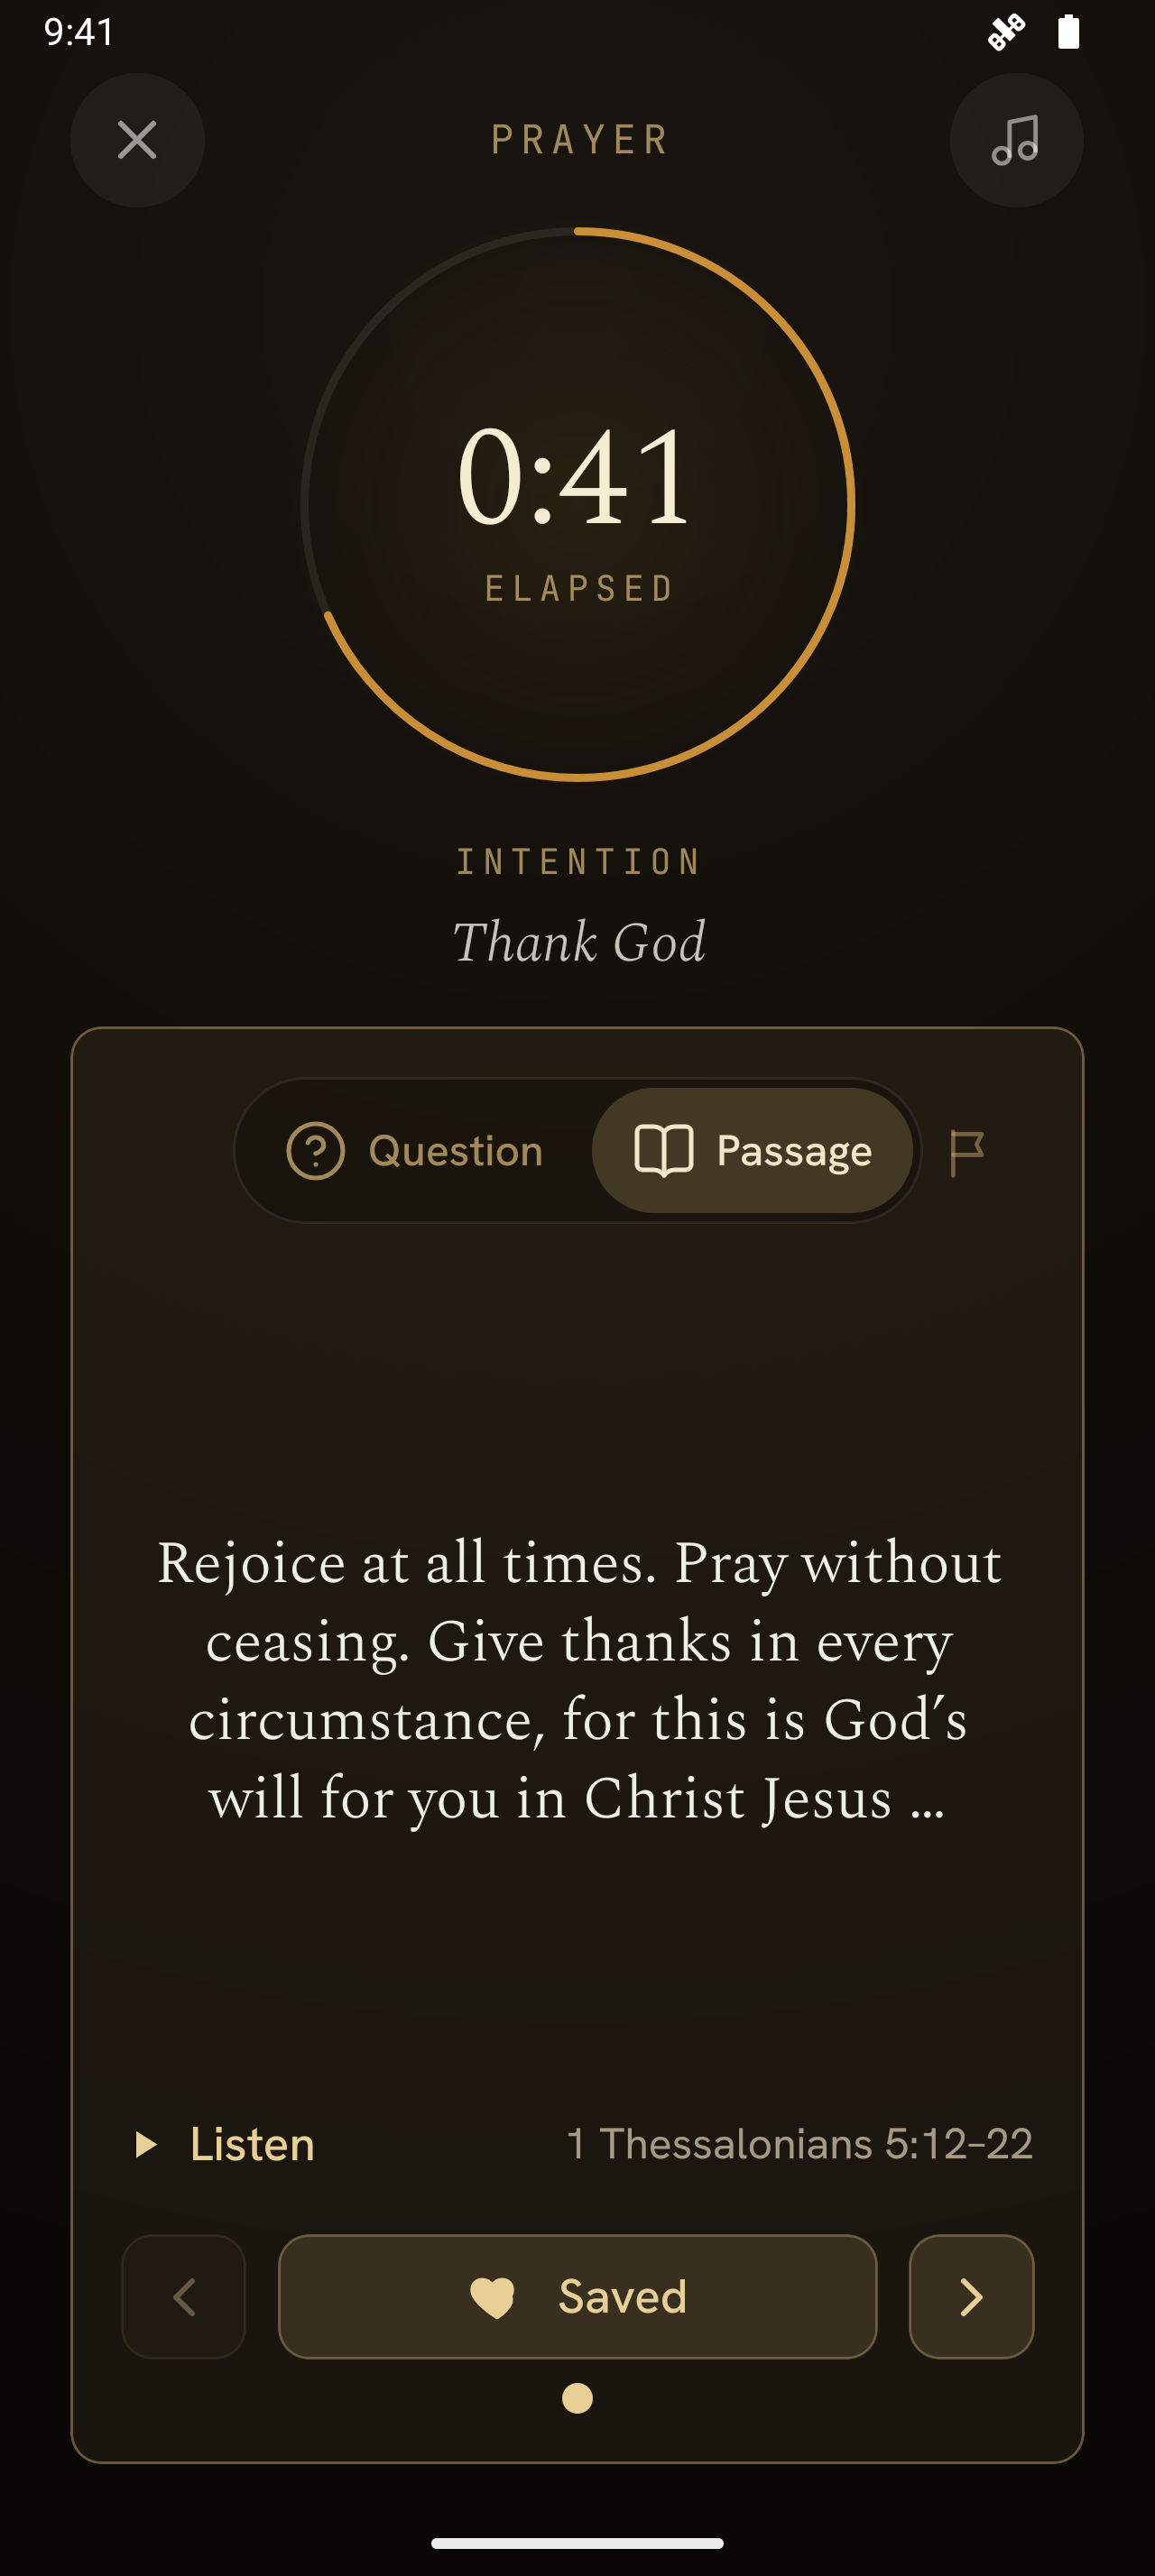 9:41
PRAYER
0:41
ELAPSED
INTENTION
Thank God
Question
Passage
Rejoice at all times. Pray without
ceasing. Give thanks in every
circumstance, for this is God’s
will for you in Christ Jesus ...
Listen
1 Thessalonians 5:12–22
Saved